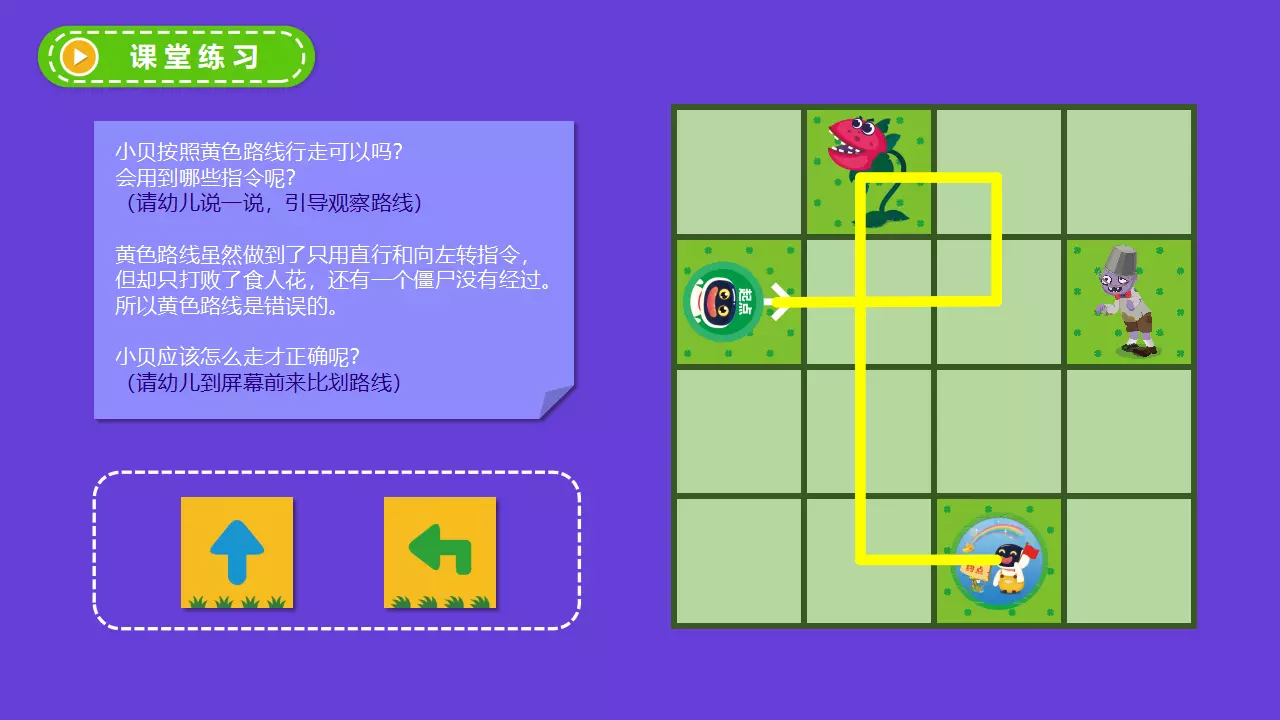 课堂练习
小贝按照黄色路线行走可以吗?
会用到哪些指令呢?
（请幼儿说一说，引导观察路线）
黄色路线虽然做到了只用直行和向左转指令，
但却只打败了食人花，还有一个僵尸没有经过。
所以黄色路线是错误的。
小贝应该怎么走才正确呢?
（请幼儿到屏幕前来比划路线）
起点
终点